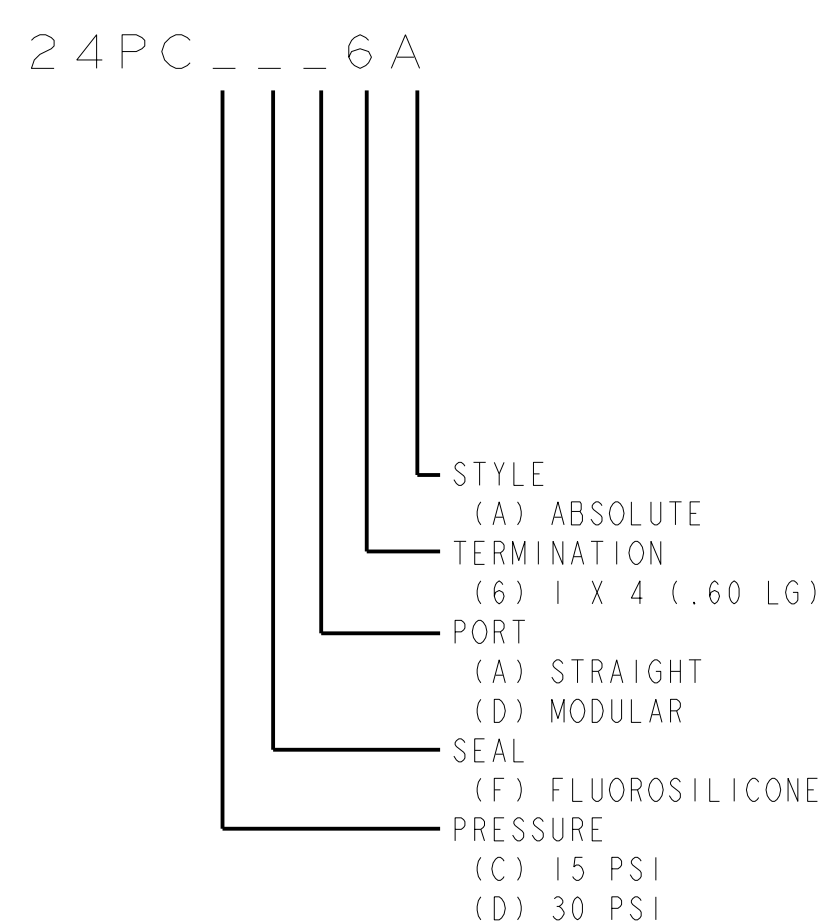 24PC___6A
STYLE
(A) ABSOLUTE
TERMINATION
(6) 1 X 4 (.60 LG)
PORT
(A) STRAIGHT
(D) MODULAR
SEAL
(F) FLUOROSILICONE
PRESSURE
(C) 15 PSI
(D) 30 PSI